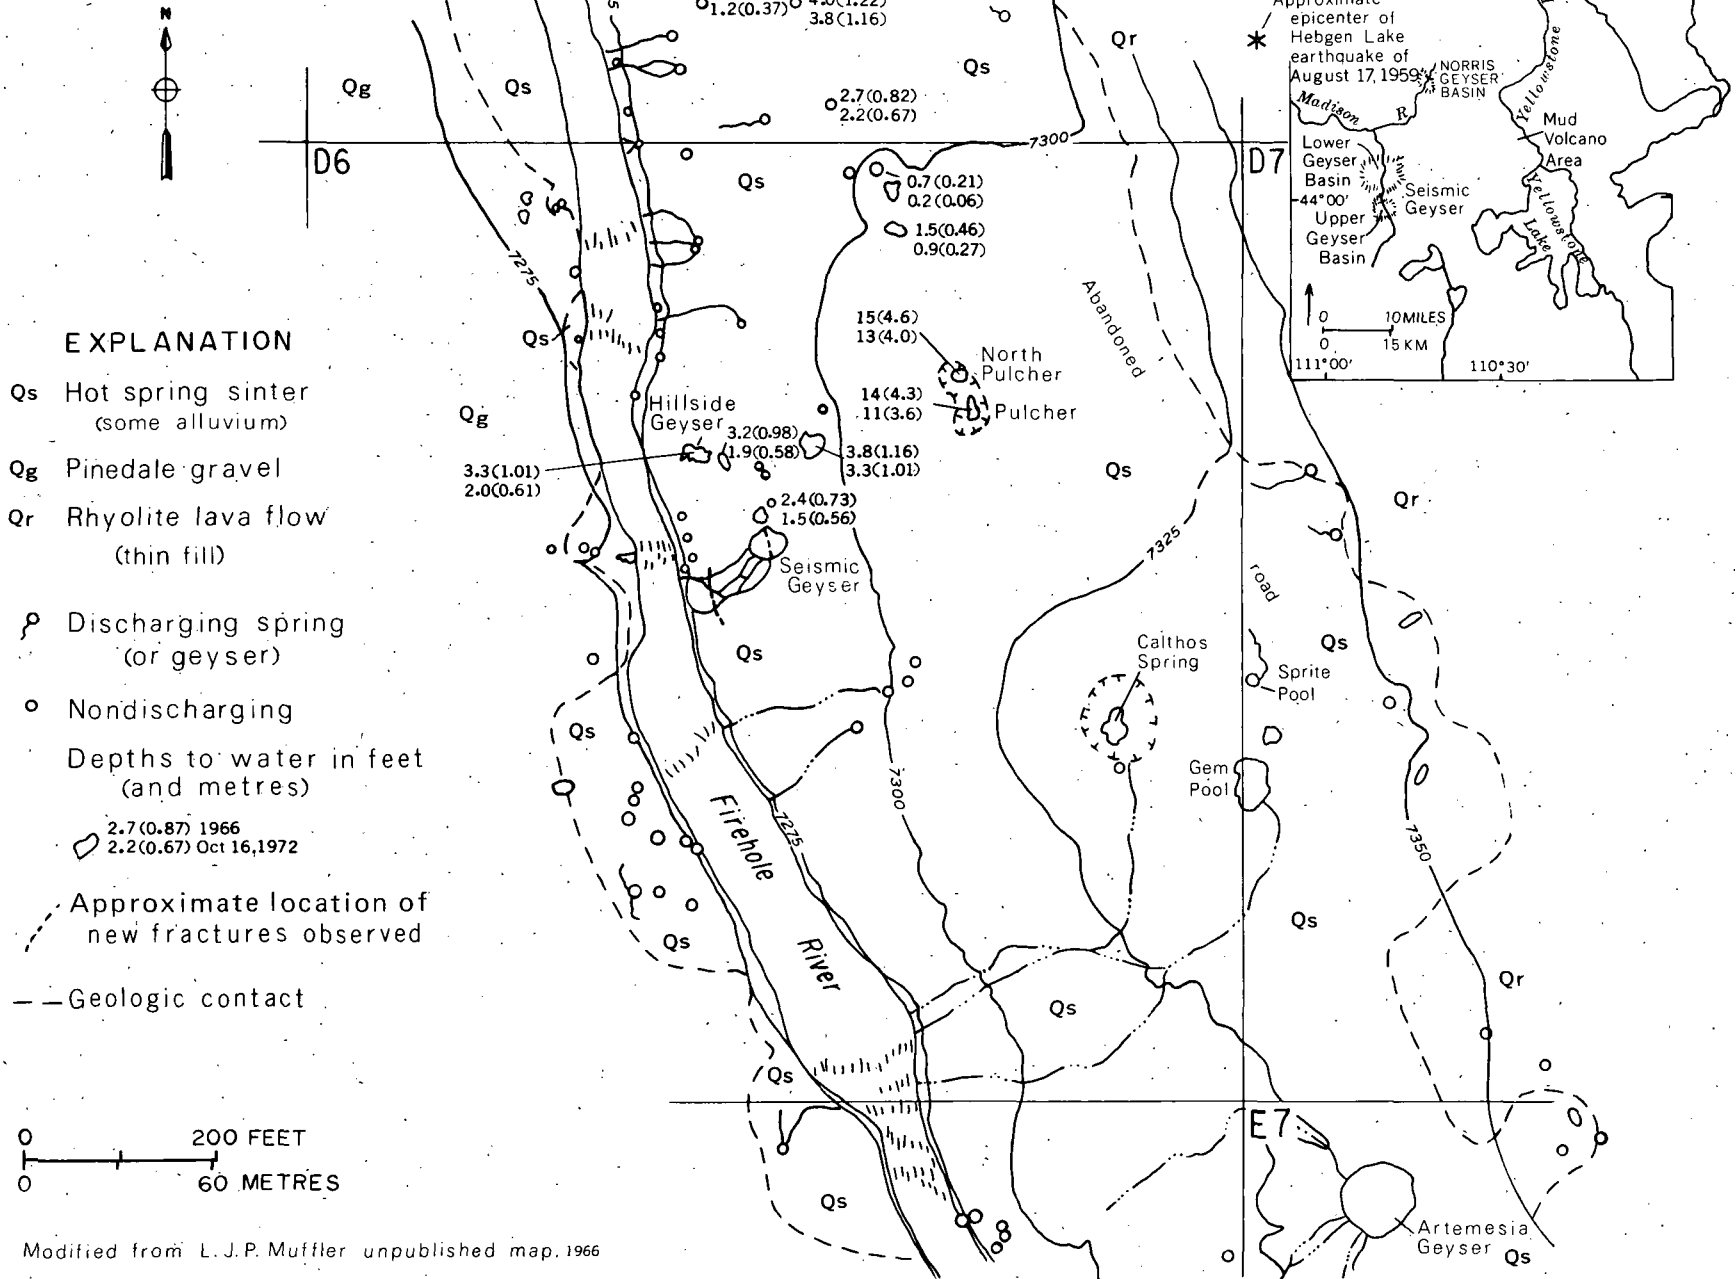 N
1.2(0.37)
3.8(1.16)
Qg
Qs
Qs
Qr
2.7(0.82)
2.2(0.67)
7300
D6
D7
Qs
0.7(0.21)
0.2(0.06)
1.5(0.46)
0.9(0.27)
7275
Abandoned
road
15(4.6)
13(4.0)
North
Pulcher
14(4.3)
11(3.6)
Pulcher
Qs
Qg
Hillside
Geyser
3.2(0.98)
1.9(0.58)
3.8(1.16)
3.3(1.01)
3.3(1.01)
2.0(0.61)
Qs
Qr
2.4(0.73)
1.5(0.56)
Seismic
Geyser
7325
Qs
Calthos
Spring
Qs
Sprite
Pool
Qs
Gem
Pool
7300
7275
7350
Firehole
River
Qs
Qs
Qr
Qs
Qs
E7
Qs
Artemesia
Geyser
Qs
Approximate
epicenter of
Hebgen Lake
earthquake of
August 17, 1959
NORRIS
GEYSER
BASIN
Madison
R
Yellowstone
Mud
Volcano
Area
Lower
Geyser
Basin
Seismic
Geyser
44°00'
Upper
Geyser
Basin
Yellowstone
Lake
0 10 MILES
0 15 KM
111°00'
110°30'
EXPLANATION
Qs Hot spring sinter
(some alluvium)
Qg Pinedale gravel
Qr Rhyolite lava flow
(thin fill)
Discharging spring
(or geyser)
Nondischarging
Depths to water in feet
(and metres)
2.7(0.87) 1966
2.2(0.67) Oct 16,1972
Approximate location of
new fractures observed
Geologic contact
0 200 FEET
0 60 METRES
Modified from L.J.P. Muffler unpublished map, 1966